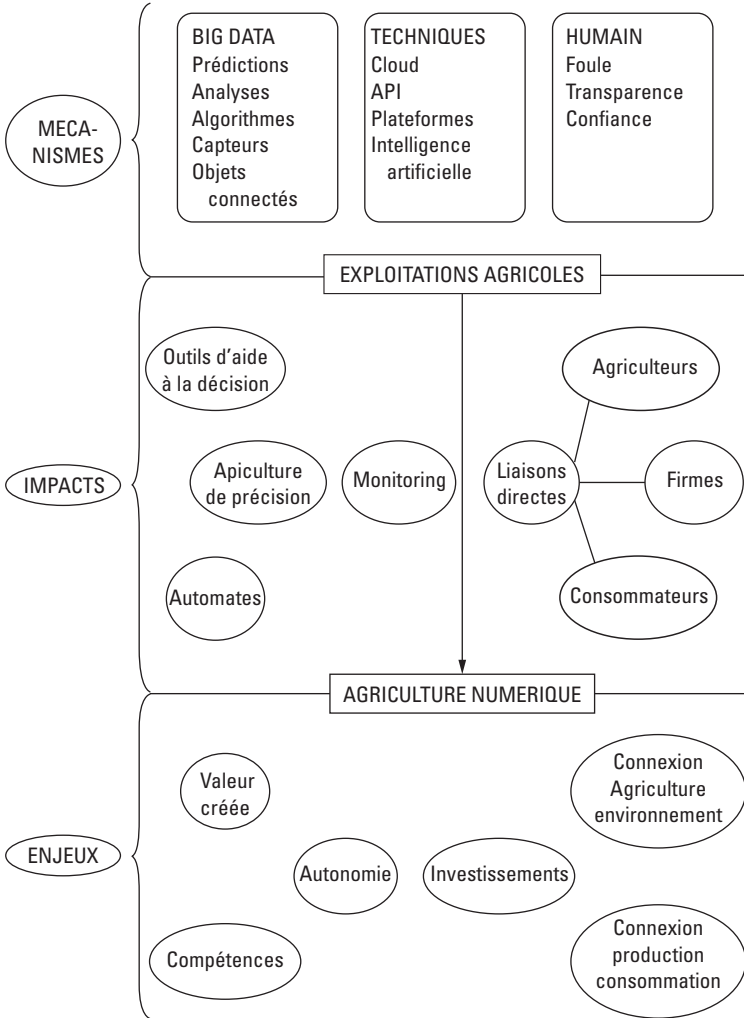 MECA-
NISMES
BIG DATA
Prédictions
Analyses
Algorithmes
Capteurs
Objets
connectés
TECHNIQUES
Cloud
API
Plateformes
Intelligence
artificielle
HUMAIN
Foule
Transparence
Confiance
EXPLOITATIONS AGRICOLES
IMPACTS
Outils d'aide
à la décision
Apiculture
de précision
Monitoring
Automates
Liaisons
directes
Agriculteurs
Firmes
Consommateurs
AGRICULTURE NUMERIQUE
ENJEUX
Valeur
créée
Autonomie
Investissements
Compétences
Connexion
Agriculture
environnement
Connexion
production
consommation